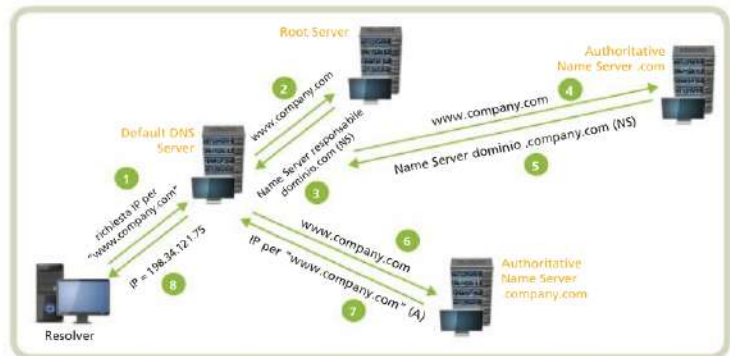 Root Server
Authoritative
Name Server .com
2
www.company.com
4
www.company.com
Default DNS
Server
Name Server responsabile
dominio.com (NS)
3
Name Server dominio .company.com (NS)
5
1
richiesta IP per
"www.company.com"
IP = 198.34.121.75
8
www.company.com
6
IP per "www.company.com" (A)
7
Authoritative
Name Server
company.com
Resolver